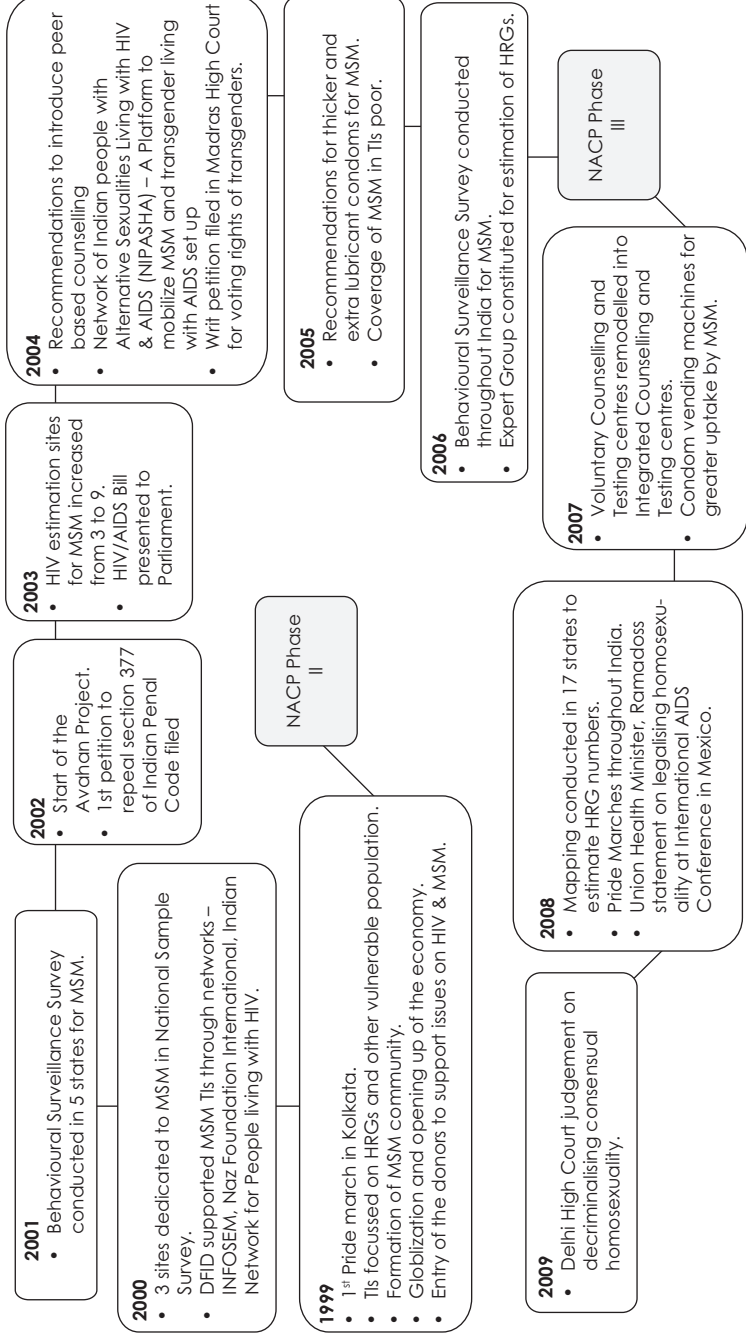 1999
• 1st Pride march in Kolkata.
• TIs focussed on HRGs and other vulnerable population.
• Formation of MSM community.
• Globlization and opening up of the economy.
• Entry of the donors to support issues on HIV & MSM.
NACP Phase
II
2000
• 3 sites dedicated to MSM in National Sample
Survey.
• DFID supported MSM TIs through networks –
INFOSEM, Naz Foundation International, Indian
Network for People living with HIV.
2001
• Behavioural Surveillance Survey
conducted in 5 states for MSM.
2002
• Start of the
Avahan Project.
• 1st petition to
repeal section 377
of Indian Penal
Code filed
2003
• HIV estimation sites
for MSM increased
from 3 to 9.
• HIV/AIDS Bill
presented to
Parliament.
2004
• Recommendations to introduce peer
based counselling
• Network of Indian people with
Alternative Sexualities Living with HIV
& AIDS (NIPASHA) – A Platform to
mobilize MSM and transgender living
with AIDS set up
• Writ petition filed in Madras High Court
for voting rights of transgenders.
2005
• Recommendations for thicker and
extra lubricant condoms for MSM.
• Coverage of MSM in TIs poor.
2006
• Behavioural Surveillance Survey conducted
throughout India for MSM.
• Expert Group constituted for estimation of HRGs.
NACP Phase
III
2007
• Voluntary Counselling and
Testing centres remodelled into
Integrated Counselling and
Testing centres.
• Condom vending machines for
greater uptake by MSM.
2008
• Mapping conducted in 17 states to
estimate HRG numbers.
• Pride Marches throughout India.
• Union Health Minister, Ramadoss
statement on legalising homosexu-
ality at International AIDS
Conference in Mexico.
2009
• Delhi High Court judgement on
decriminalising consensual
homosexuality.